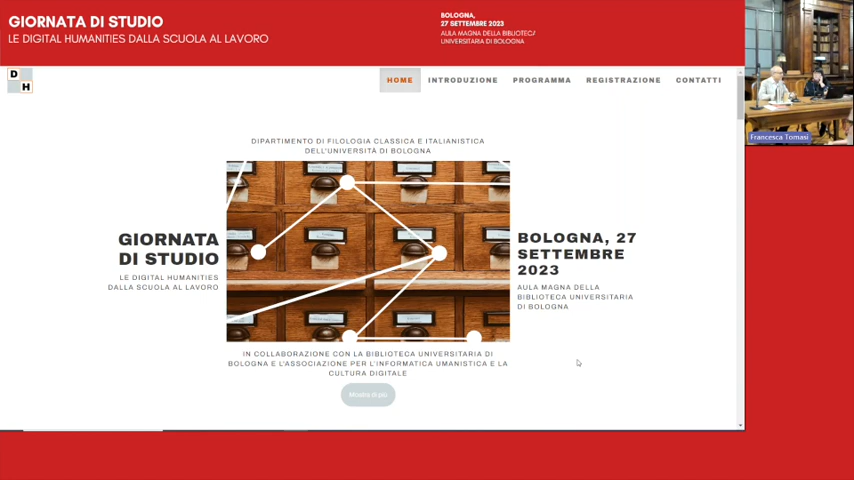 GIORNATA DI STUDIO
LE DIGITAL HUMANITIES DALLA SCUOLA AL LAVORO
BOLOGNA,
27 SETTEMBRE 2023
AULA MAGNA DELLA BIBLIOTECA
UNIVERSITARIA DI BOLOGNA
D
H
HOME INTRODUZIONE PROGRAMMA REGISTRAZIONE CONTATTI
Francesca Tomasi
DIPARTIMENTO DI FILOLOGIA CLASSICA E ITALIANISTICA
DELL'UNIVERSITÀ DI BOLOGNA
GIORNATA
DI STUDIO
LE DIGITAL HUMANITIES
DALLA SCUOLA AL LAVORO
BOLOGNA, 27
SETTEMBRE
2023
AULA MAGNA DELLA
BIBLIOTECA UNIVERSITARIA
DI BOLOGNA
IN COLLABORAZIONE CON LA BIBLIOTECA UNIVERSITARIA DI
BOLOGNA E L'ASSOCIAZIONE PER L'INFORMATICA UMANISTICA E LA
CULTURA DIGITALE
Mostra di più